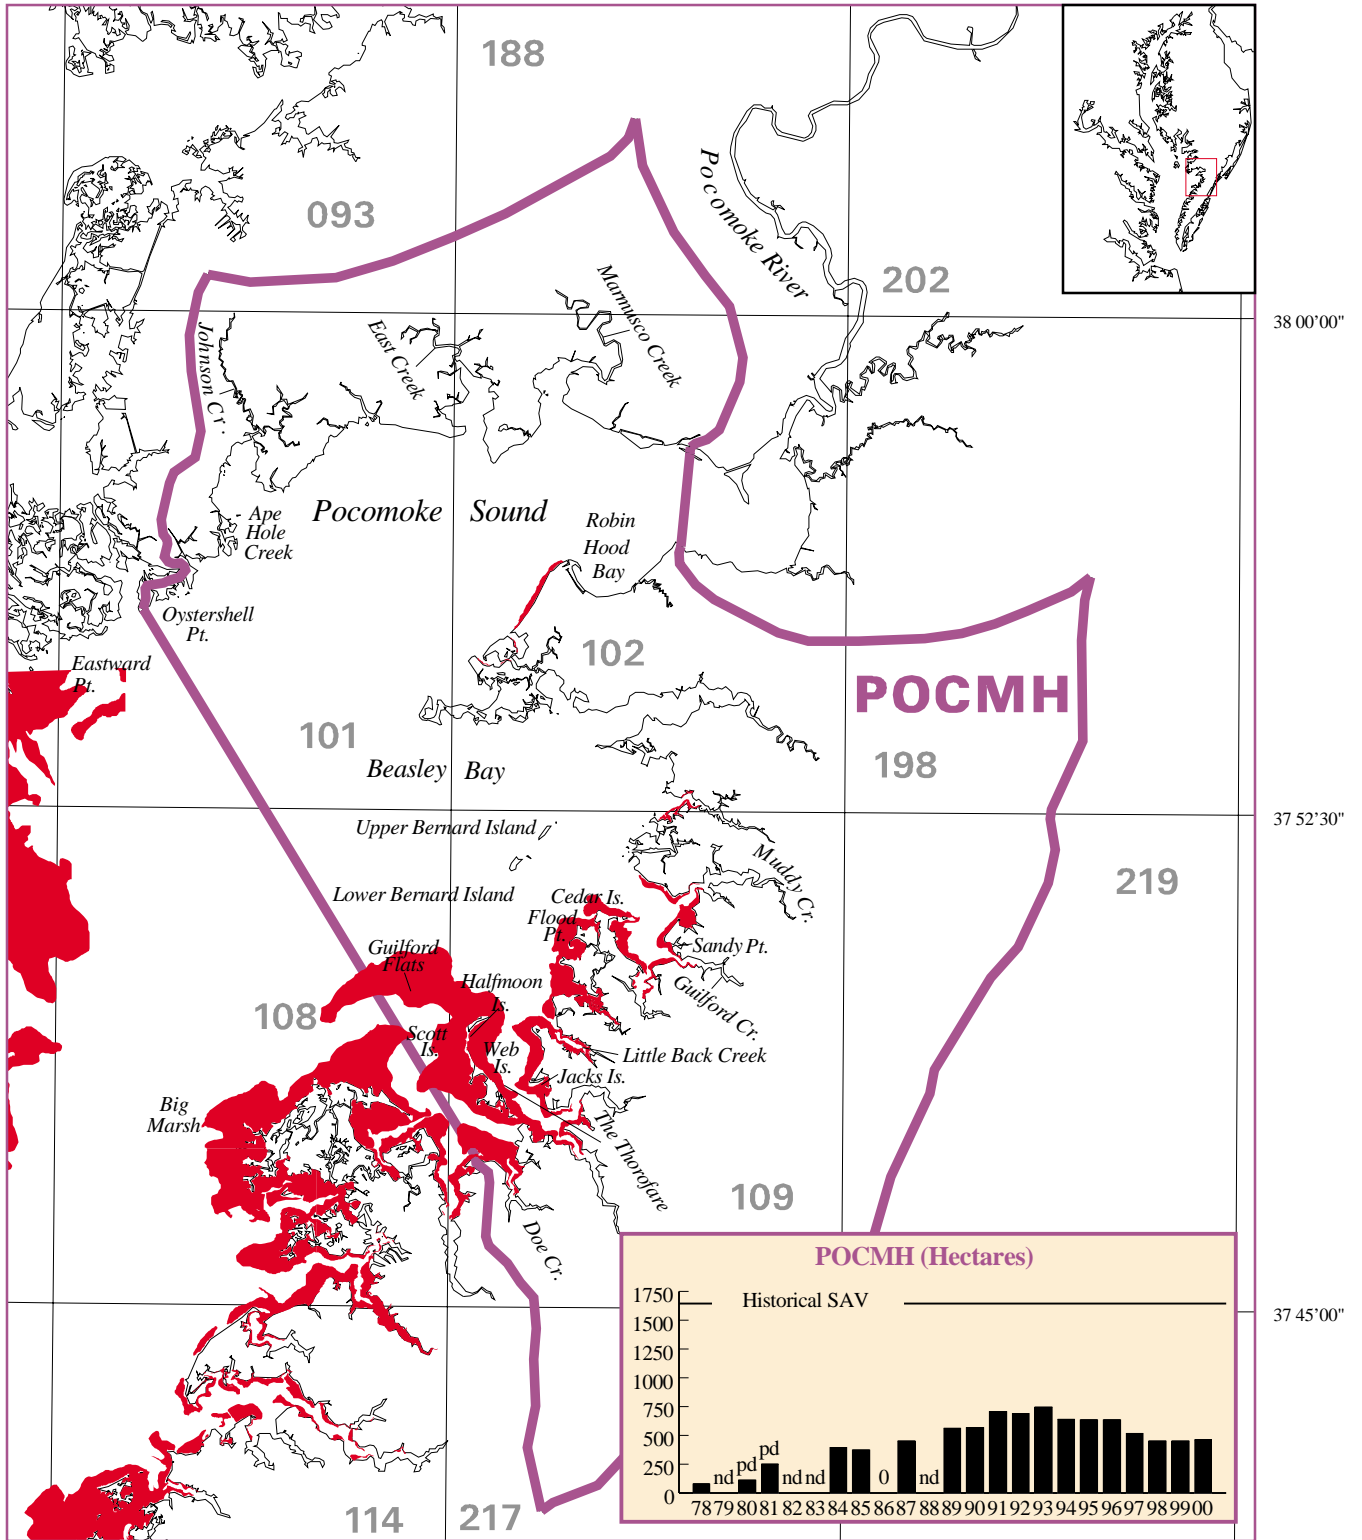 188
093
Pocomoke River
202
38 00'00"
Johnson Cr.
East Creek
Marmusco Creek
Pocomoke Sound
Ape
Hole
Creek
Robin
Hood
Bay
Oystershell
Pt.
Eastward
Pt.
102
POCMH
101
198
Beasley Bay
37 52'30"
Upper Bernard Island
Muddy Cr.
219
Lower Bernard Island
Cedar Is.
Flood
Pt.
Sandy Pt.
Guilford
Flats
Halfmoon
Is.
Guilford Cr.
108
Scott
Is.
Web
Is.
Little Back Creek
Jacks Is.
Big
Marsh
The Thorofare
109
Doe Cr.
POCMH (Hectares)
Historical SAV
1750
1500
1250
1000
750
500
250
0
nd
pd
pd
nd
nd
0
nd
78 79 80 81 82 83 84 85 86 87 88 89 90 91 92 93 94 95 96 97 98 99 00
37 45'00"
114
217